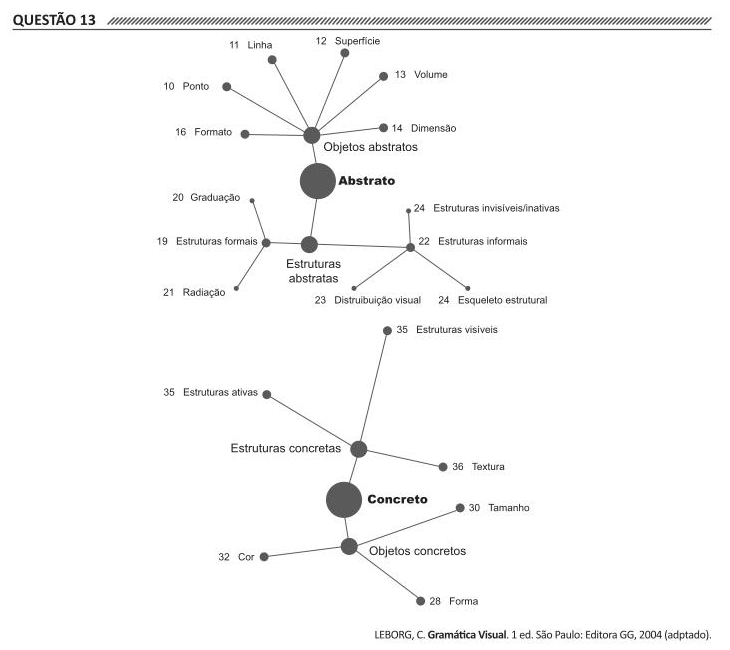 QUESTÃO 13
11 Linha
12 Superfície
13 Volume
10 Ponto
16 Formato
14 Dimensão
Objetos abstratos
Abstrato
20 Graduação
24 Estruturas invisíveis/inativas
19 Estruturas formais
22 Estruturas informais
Estruturas
abstratas
21 Radiação
23 Distruibuição visual
24 Esqueleto estrutural
35 Estruturas visíveis
35 Estruturas ativas
Estruturas concretas
36 Textura
Concreto
30 Tamanho
32 Cor
Objetos concretos
28 Forma
LEBORG, C. Gramática Visual. 1 ed. São Paulo: Editora GG, 2004 (adptado).